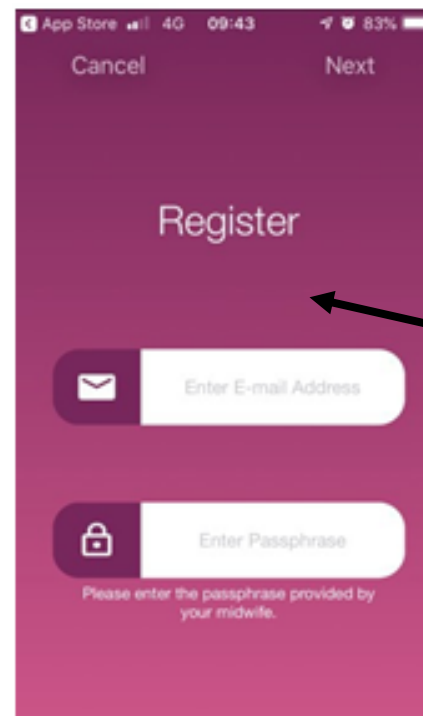 App Store 4G 09:43 83%
Cancel Next
Register
Enter E-mail Address
Enter Passphrase
Please enter the passphrase provided by
your midwife.